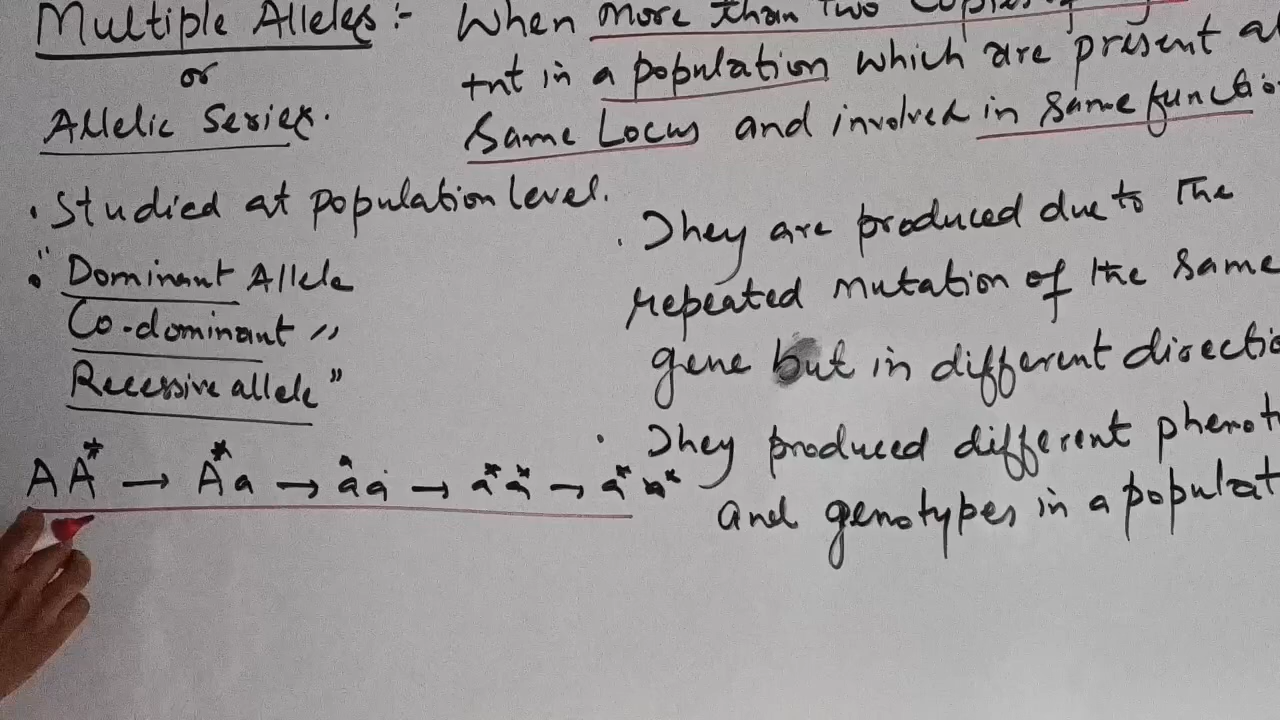 Multiple Alleles :- When more than two copies of
or
Allelic Series.
tnt in a population which are present a
same Locus and involved in same functio
. Studied at population level.
" Dominant Allele
Co-dominant "
Recessive allele"
. They are produced due to the
repeated mutation of the same
gene but in different directio
. They produced different phenot
and genotypes in a populat
AA* → A*a → aa → a*a* → a*